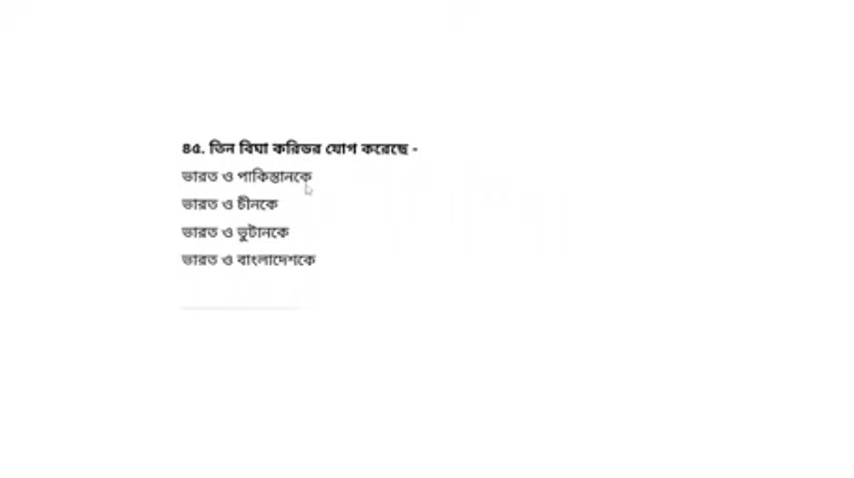 ৪৫. তিন বিঘা করিডর যোগ করেছে -
ভারত ও পাকিস্তানকে
ভারত ও চীনকে
ভারত ও ভুটানকে
ভারত ও বাংলাদেশকে